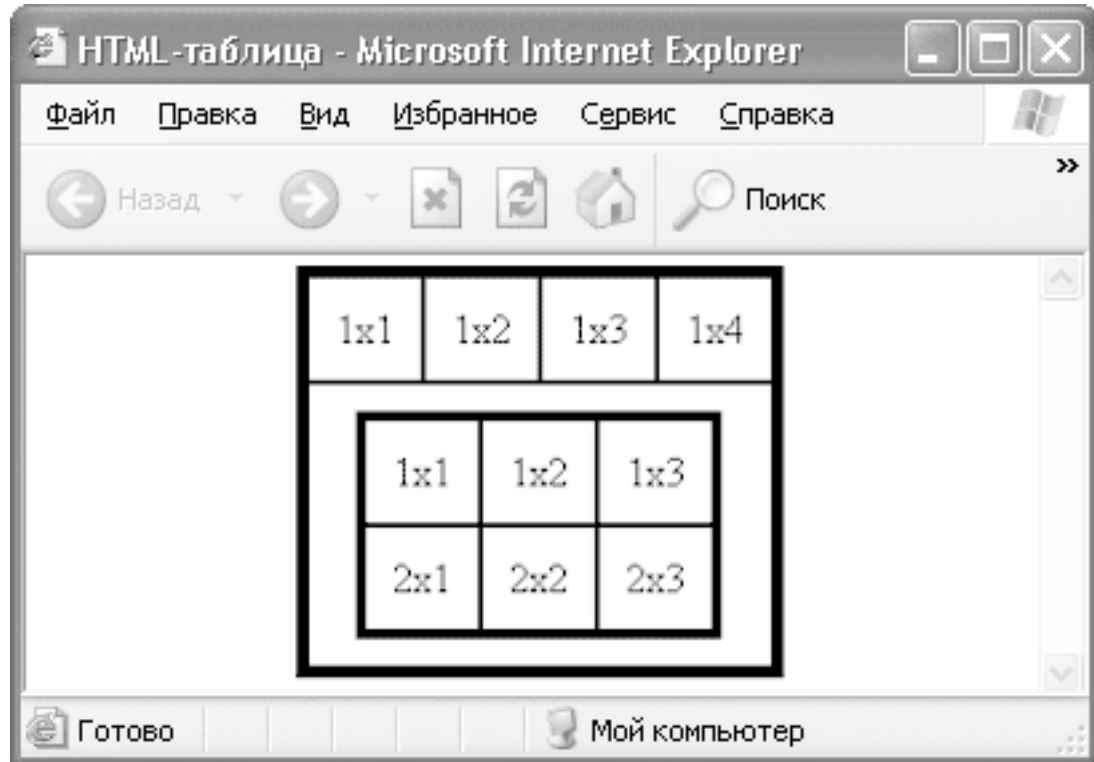 HTML-таблица - Microsoft Internet Explorer
Файл Правка Вид Избранное Сервис Справка
Назад Поиск »
1x1 1x2 1x3 1x4
1x1 1x2 1x3
2x1 2x2 2x3
Готово Мой компьютер